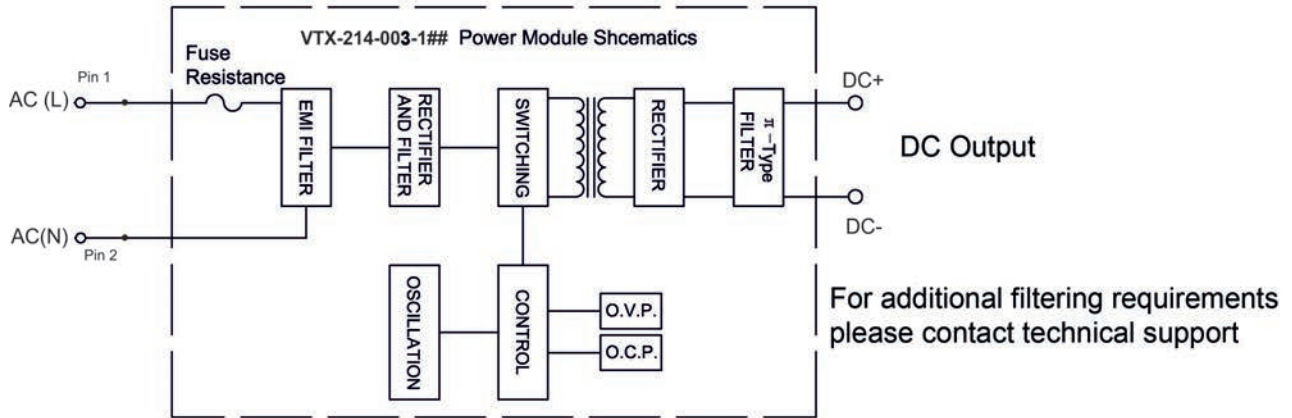 VTX-214-003-1## Power Module Shcematics
Fuse
Resistance
Pin 1
AC (L)
EMI FILTER
RECTIFIER
AND FILTER
SWITCHING
RECTIFIER
π -Type
FILTER
DC+
DC Output
DC-
AC(N)
Pin 2
OSCILLATION
CONTROL
O.V.P.
O.C.P.
For additional filtering requirements
please contact technical support